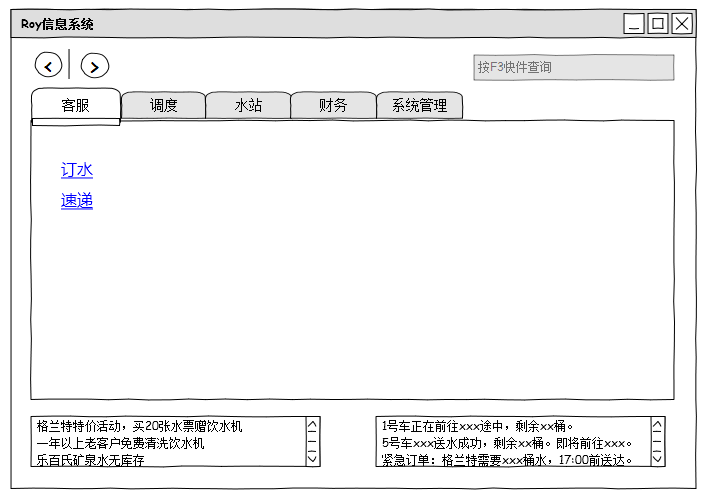 Roy信息系统
按F3快件查询
客服
调度
水站
财务
系统管理
订水
速递
格兰特特价活动，买20张水票赠饮水机
一年以上老客户免费清洗饮水机
乐百氏矿泉水无库存
1号车正在前往xxx途中，剩余xx桶。
5号车xxx送水成功，剩余xx桶。即将前往xxx。
紧急订单：格兰特需要xxx桶水，17:00前送达。